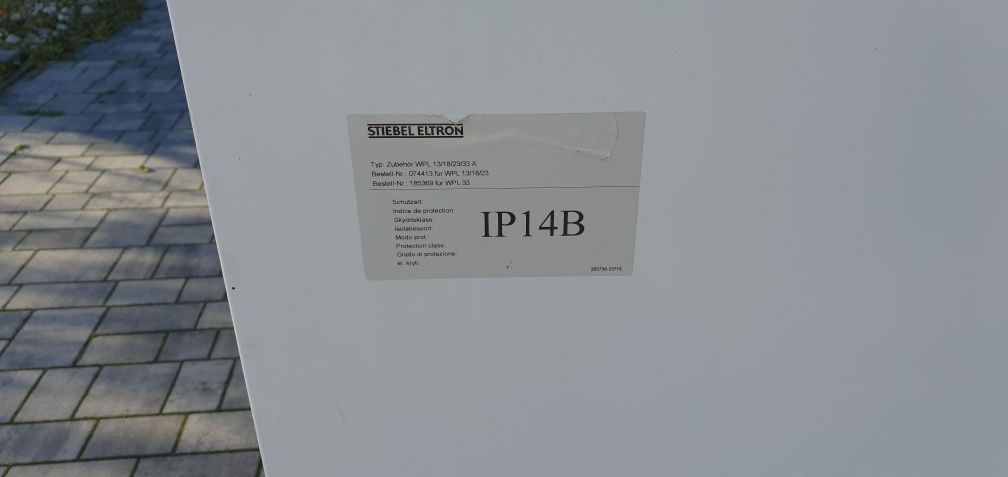 STIEBEL ELTRON
Typ: Zubehör WPL 13/18/23/33 A
Bestell-Nr.: 074413 für WPL 13/18/23
Bestell-Nr.: 185369 für WPL 33
Schutzart:
Indice de protection:
Skyddsklass:
Isolatiesoort:
Modo prot.:
Protection class:
Grado di protezione:
el. krytí:
IP14B